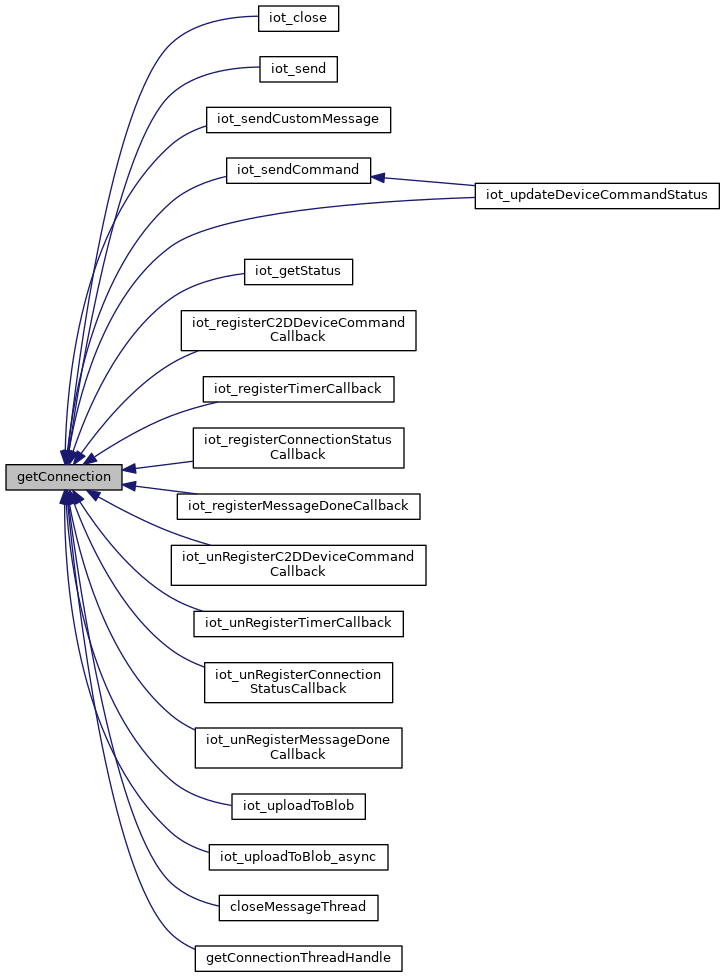 iot_close
iot_send
iot_sendCustomMessage
iot_sendCommand
iot_updateDeviceCommandStatus
iot_getStatus
iot_registerC2DDeviceCommand
Callback
iot_registerTimerCallback
iot_registerConnectionStatus
Callback
getConnection
iot_registerMessageDoneCallback
iot_unRegisterC2DDeviceCommand
Callback
iot_unRegisterTimerCallback
iot_unRegisterConnection
StatusCallback
iot_unRegisterMessageDone
Callback
iot_uploadToBlob
iot_uploadToBlob_async
closeMessageThread
getConnectionThreadHandle